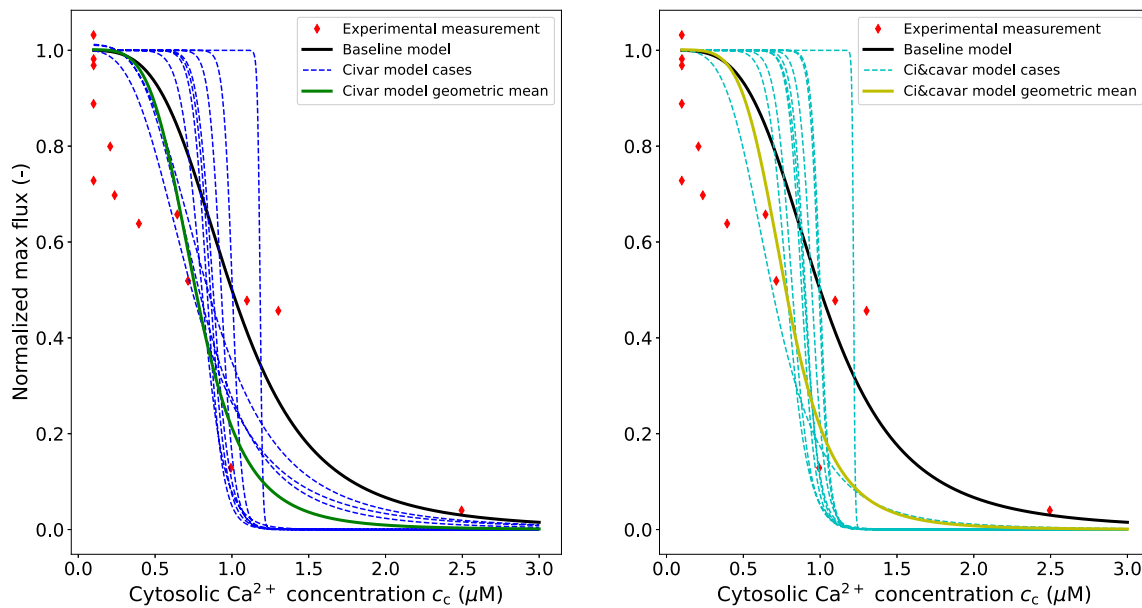 Experimental measurement
Baseline model
Civar model cases
Civar model geometric mean
1.0
0.8
0.6
0.4
0.2
0.0
Normalized max flux (-)
0.0 0.5 1.0 1.5 2.0 2.5 3.0
Cytosolic Ca²⁺ concentration c_c (μM)
Experimental measurement
Baseline model
Ci&cavar model cases
Ci&cavar model geometric mean
1.0
0.8
0.6
0.4
0.2
0.0
0.0 0.5 1.0 1.5 2.0 2.5 3.0
Cytosolic Ca²⁺ concentration c_c (μM)